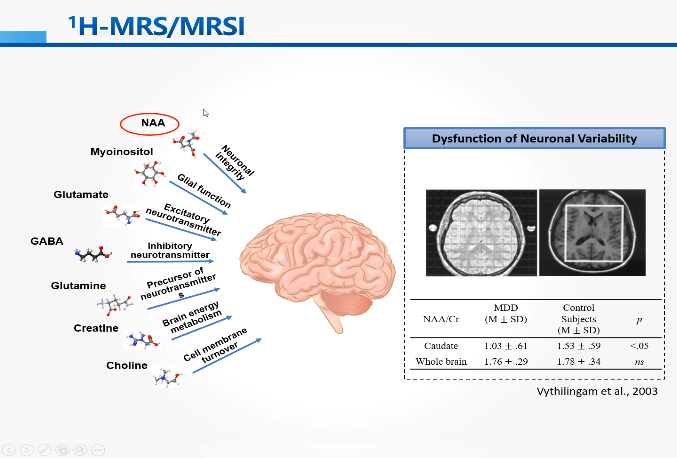 ¹H-MRS/MRSI
NAA
Neuronal
integrity
Myoinositol
Glial function
Glutamate
Excitatory
neurotransmitter
GABA
Inhibitory
neurotransmitter
Glutamine
Precursor of
neurotransmitter
s
Creatine
Brain energy
metabolism
Choline
Cell membrane
turnover
Dysfunction of Neuronal Variability
NAA/Cr
MDD
(M ± SD)
Control
Subjects
(M ± SD)
p
Caudate 1.03 ± .61 1.53 ± .59 <.05
Whole brain 1.76 + .29 1.78 + .34 ns
Vythilingam et al., 2003